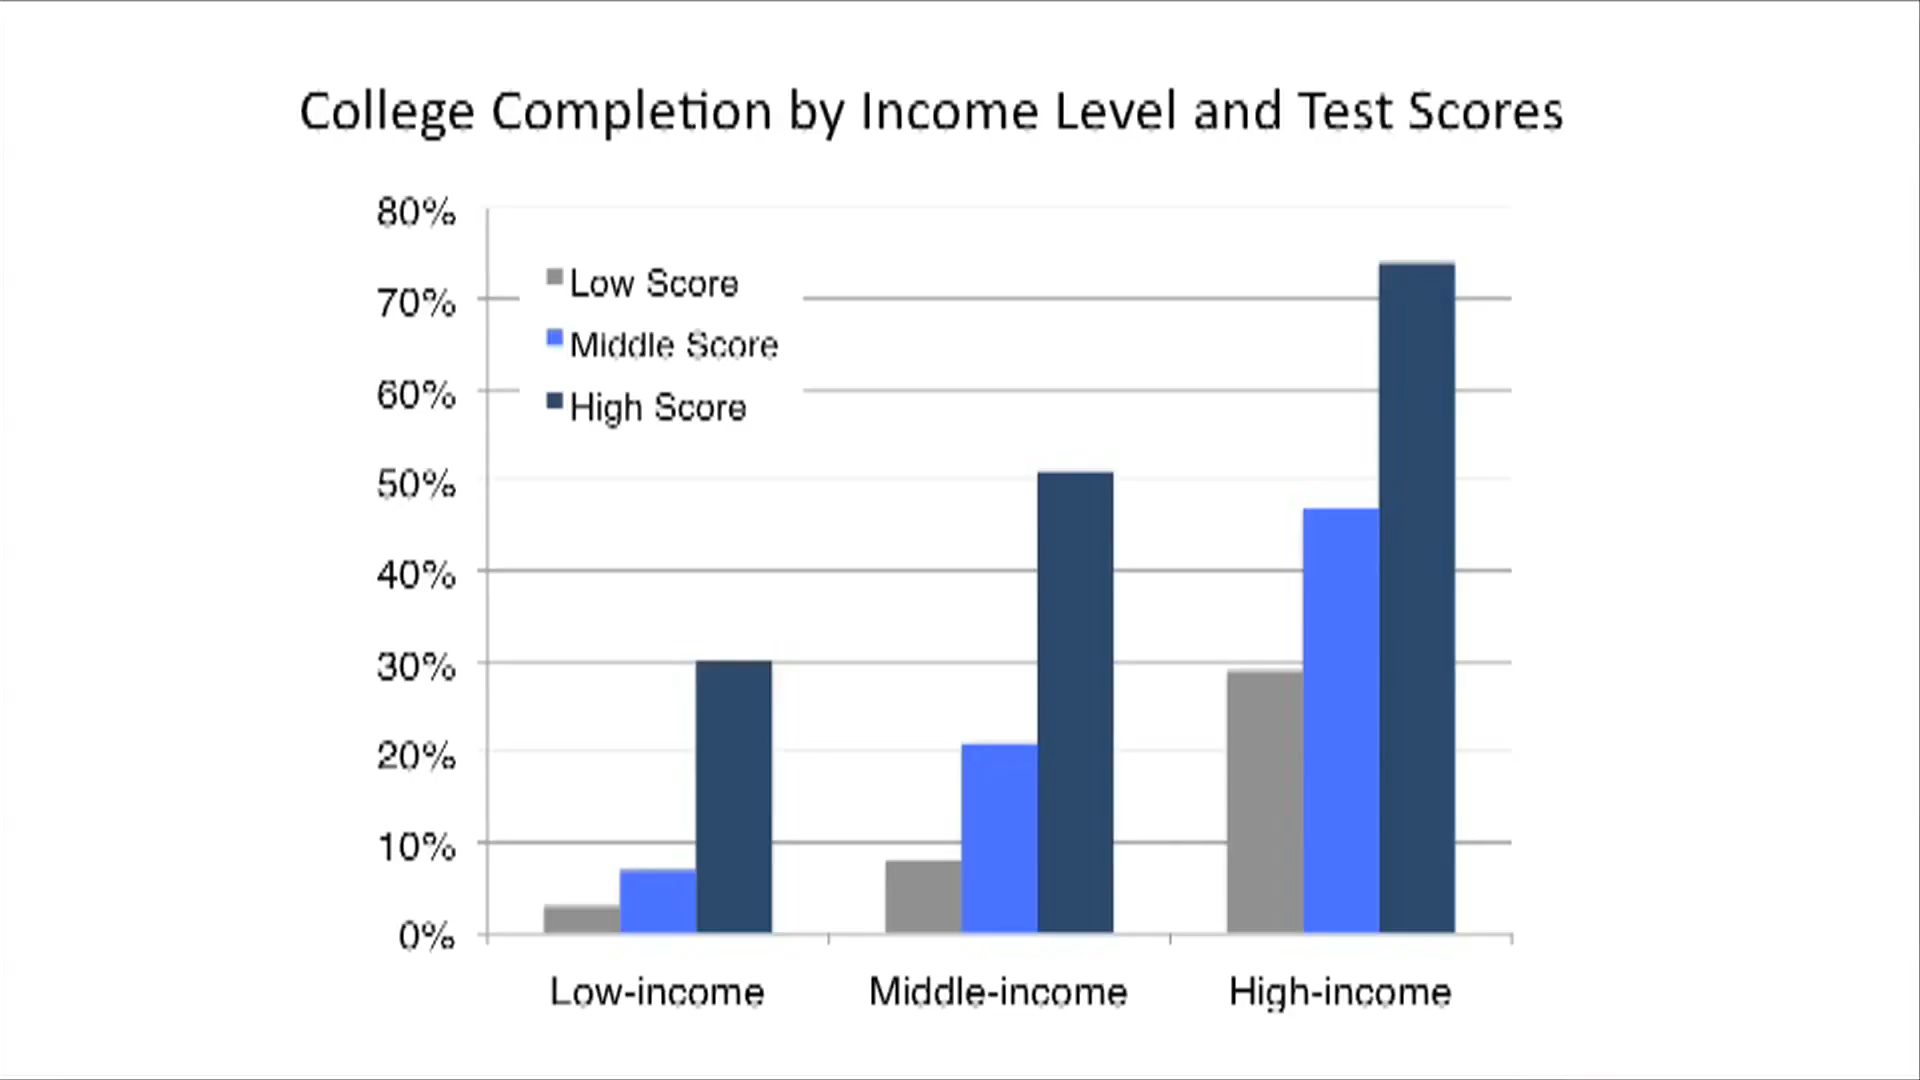 College Completion by Income Level and Test Scores
80%
70%
60%
50%
40%
30%
20%
10%
0%
Low Score
Middle Score
High Score
Low-income
Middle-income
High-income